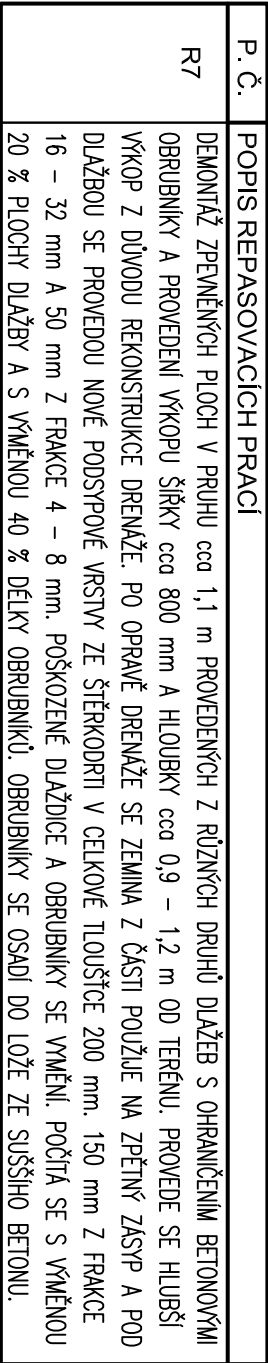 P. Č. POPIS REPASOVACÍCH PRACÍ
R7 DEMONTÁŽ ZPEVNĚNÝCH PLOCH V PRUHU cca 1,1 m PROVEDENÝCH Z RŮZNÝCH DRUHŮ DLAŽEB S OHRANIČENÍM BETONOVÝMI
OBRUBNÍKY A PROVEDENÍ VÝKOPU ŠÍŘKY cca 800 mm A HLOUBKY cca 0,9 – 1,2 m OD TERÉNU. PROVEDE SE HLUBŠÍ
VÝKOP Z DŮVODU REKONSTRUKCE DRENÁŽE. PO OPRAVĚ DRENÁŽE SE ZEMINA Z ČÁSTI POUŽIJE NA ZPĚTNÝ ZÁSYP A POD
DLAŽBOU SE PROVEDOU NOVÉ PODSYPOVÉ VRSTVY ZE ŠTĚRKODRTI V CELKOVÉ TLOUŠŤCE 200 mm. 150 mm Z FRAKCE
16 – 32 mm A 50 mm Z FRAKCE 4 – 8 mm. POŠKOZENÉ DLAŽDICE A OBRUBNÍKY SE VYMĚNÍ. POČÍTÁ SE S VÝMĚNOU
20 % PLOCHY DLAŽBY A S VÝMĚNOU 40 % DÉLKY OBRUBNÍKŮ. OBRUBNÍKY SE OSADÍ DO LOŽE ZE SUŠŠÍHO BETONU.